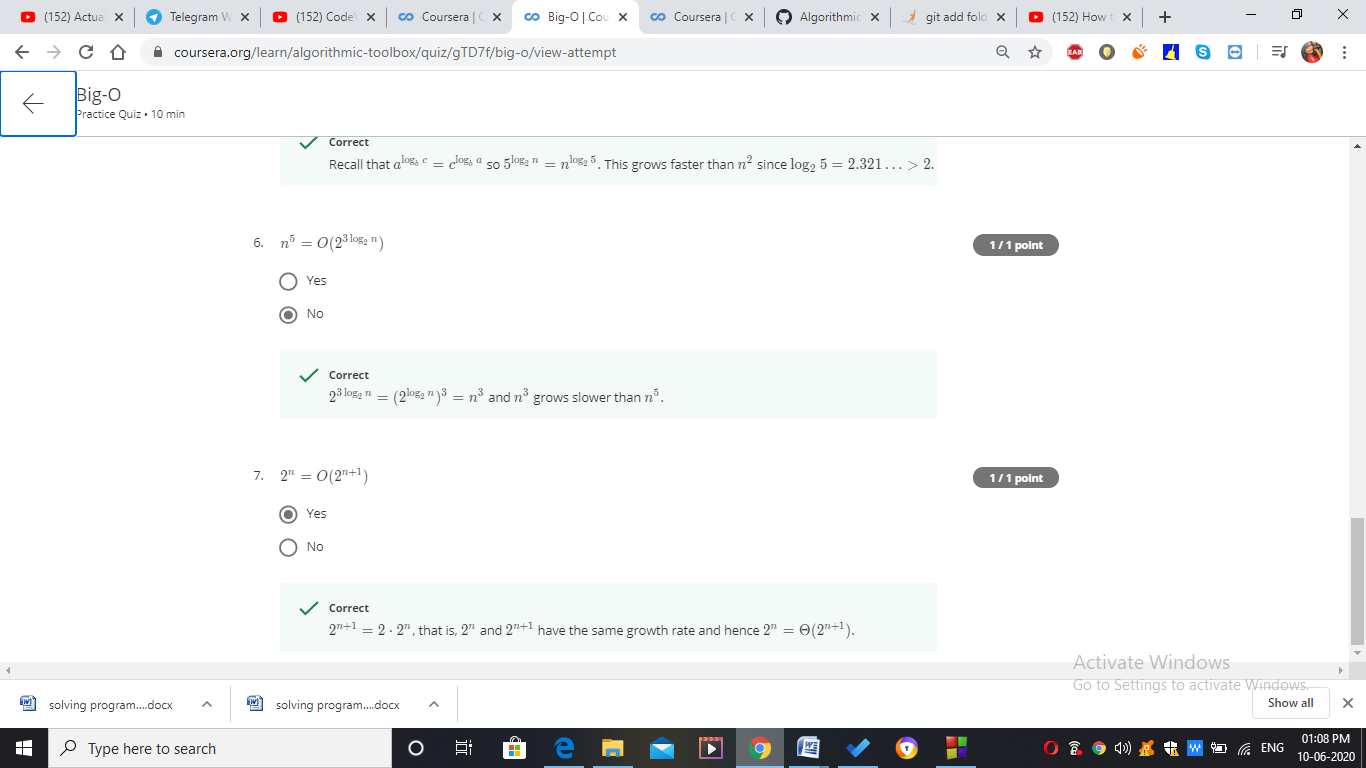 (152) Actua
Telegram W
(152) Code
Coursera | C
Big-O | Cou
Coursera | C
Algorithmic
git add fold
(152) How t
coursera.org/learn/algorithmic-toolbox/quiz/gTD7f/big-o/view-attempt
Big-O
Practice Quiz • 10 min
Correct
Recall that a^{log_b c} = c^{log_b a} so 5^{log_2 n} = n^{log_2 5}. This grows faster than n^2 since log_2 5 = 2.321... > 2.
6. n^5 = O(2^{3 log_2 n})
1 / 1 point
Yes
No
Correct
2^{3 log_2 n} = (2^{log_2 n})^3 = n^3 and n^3 grows slower than n^5.
7. 2^n = O(2^{n+1})
1 / 1 point
Yes
No
Correct
2^{n+1} = 2 · 2^n, that is, 2^n and 2^{n+1} have the same growth rate and hence 2^n = Θ(2^{n+1}).
Activate Windows
Go to Settings to activate Windows.
solving program....docx
solving program....docx
Show all
Type here to search
ENG
01:08 PM
10-06-2020